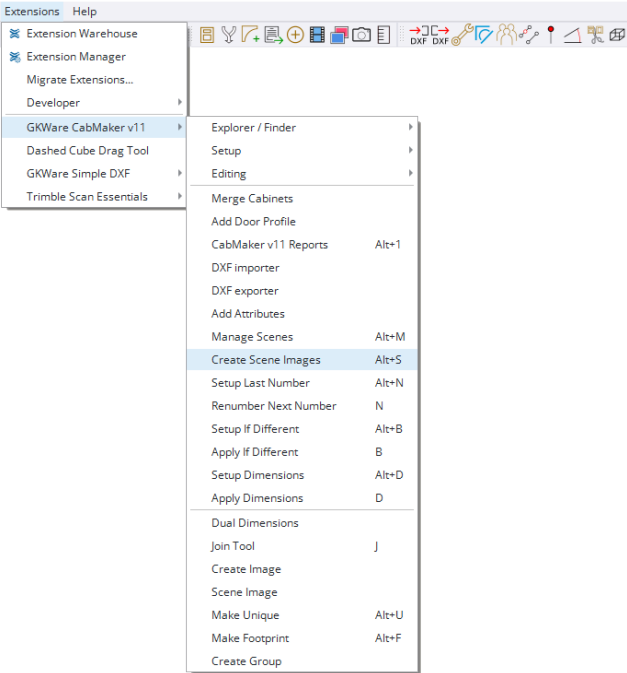 Extensions Help
Extension Warehouse
Extension Manager
Migrate Extensions...
Developer
GKWare CabMaker v11
Dashed Cube Drag Tool
GKWare Simple DXF
Trimble Scan Essentials
DXF DXF
Explorer / Finder
Setup
Editing
Merge Cabinets
Add Door Profile
CabMaker v11 Reports Alt+1
DXF importer
DXF exporter
Add Attributes
Manage Scenes Alt+M
Create Scene Images Alt+S
Setup Last Number Alt+N
Renumber Next Number N
Setup If Different Alt+B
Apply If Different B
Setup Dimensions Alt+D
Apply Dimensions D
Dual Dimensions
Join Tool J
Create Image
Scene Image
Make Unique Alt+U
Make Footprint Alt+F
Create Group